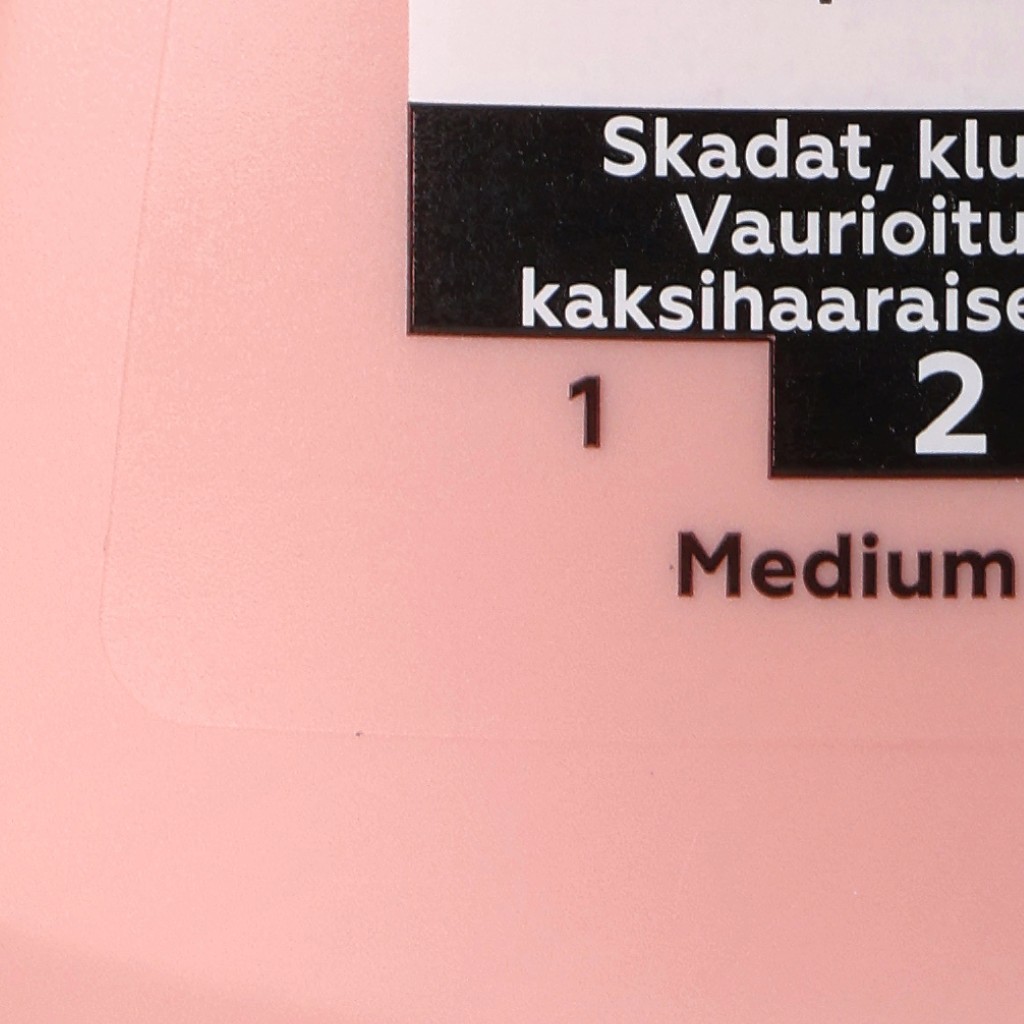 Skadat, klu
Vaurioitu
kaksihaaraise
1 2
Medium